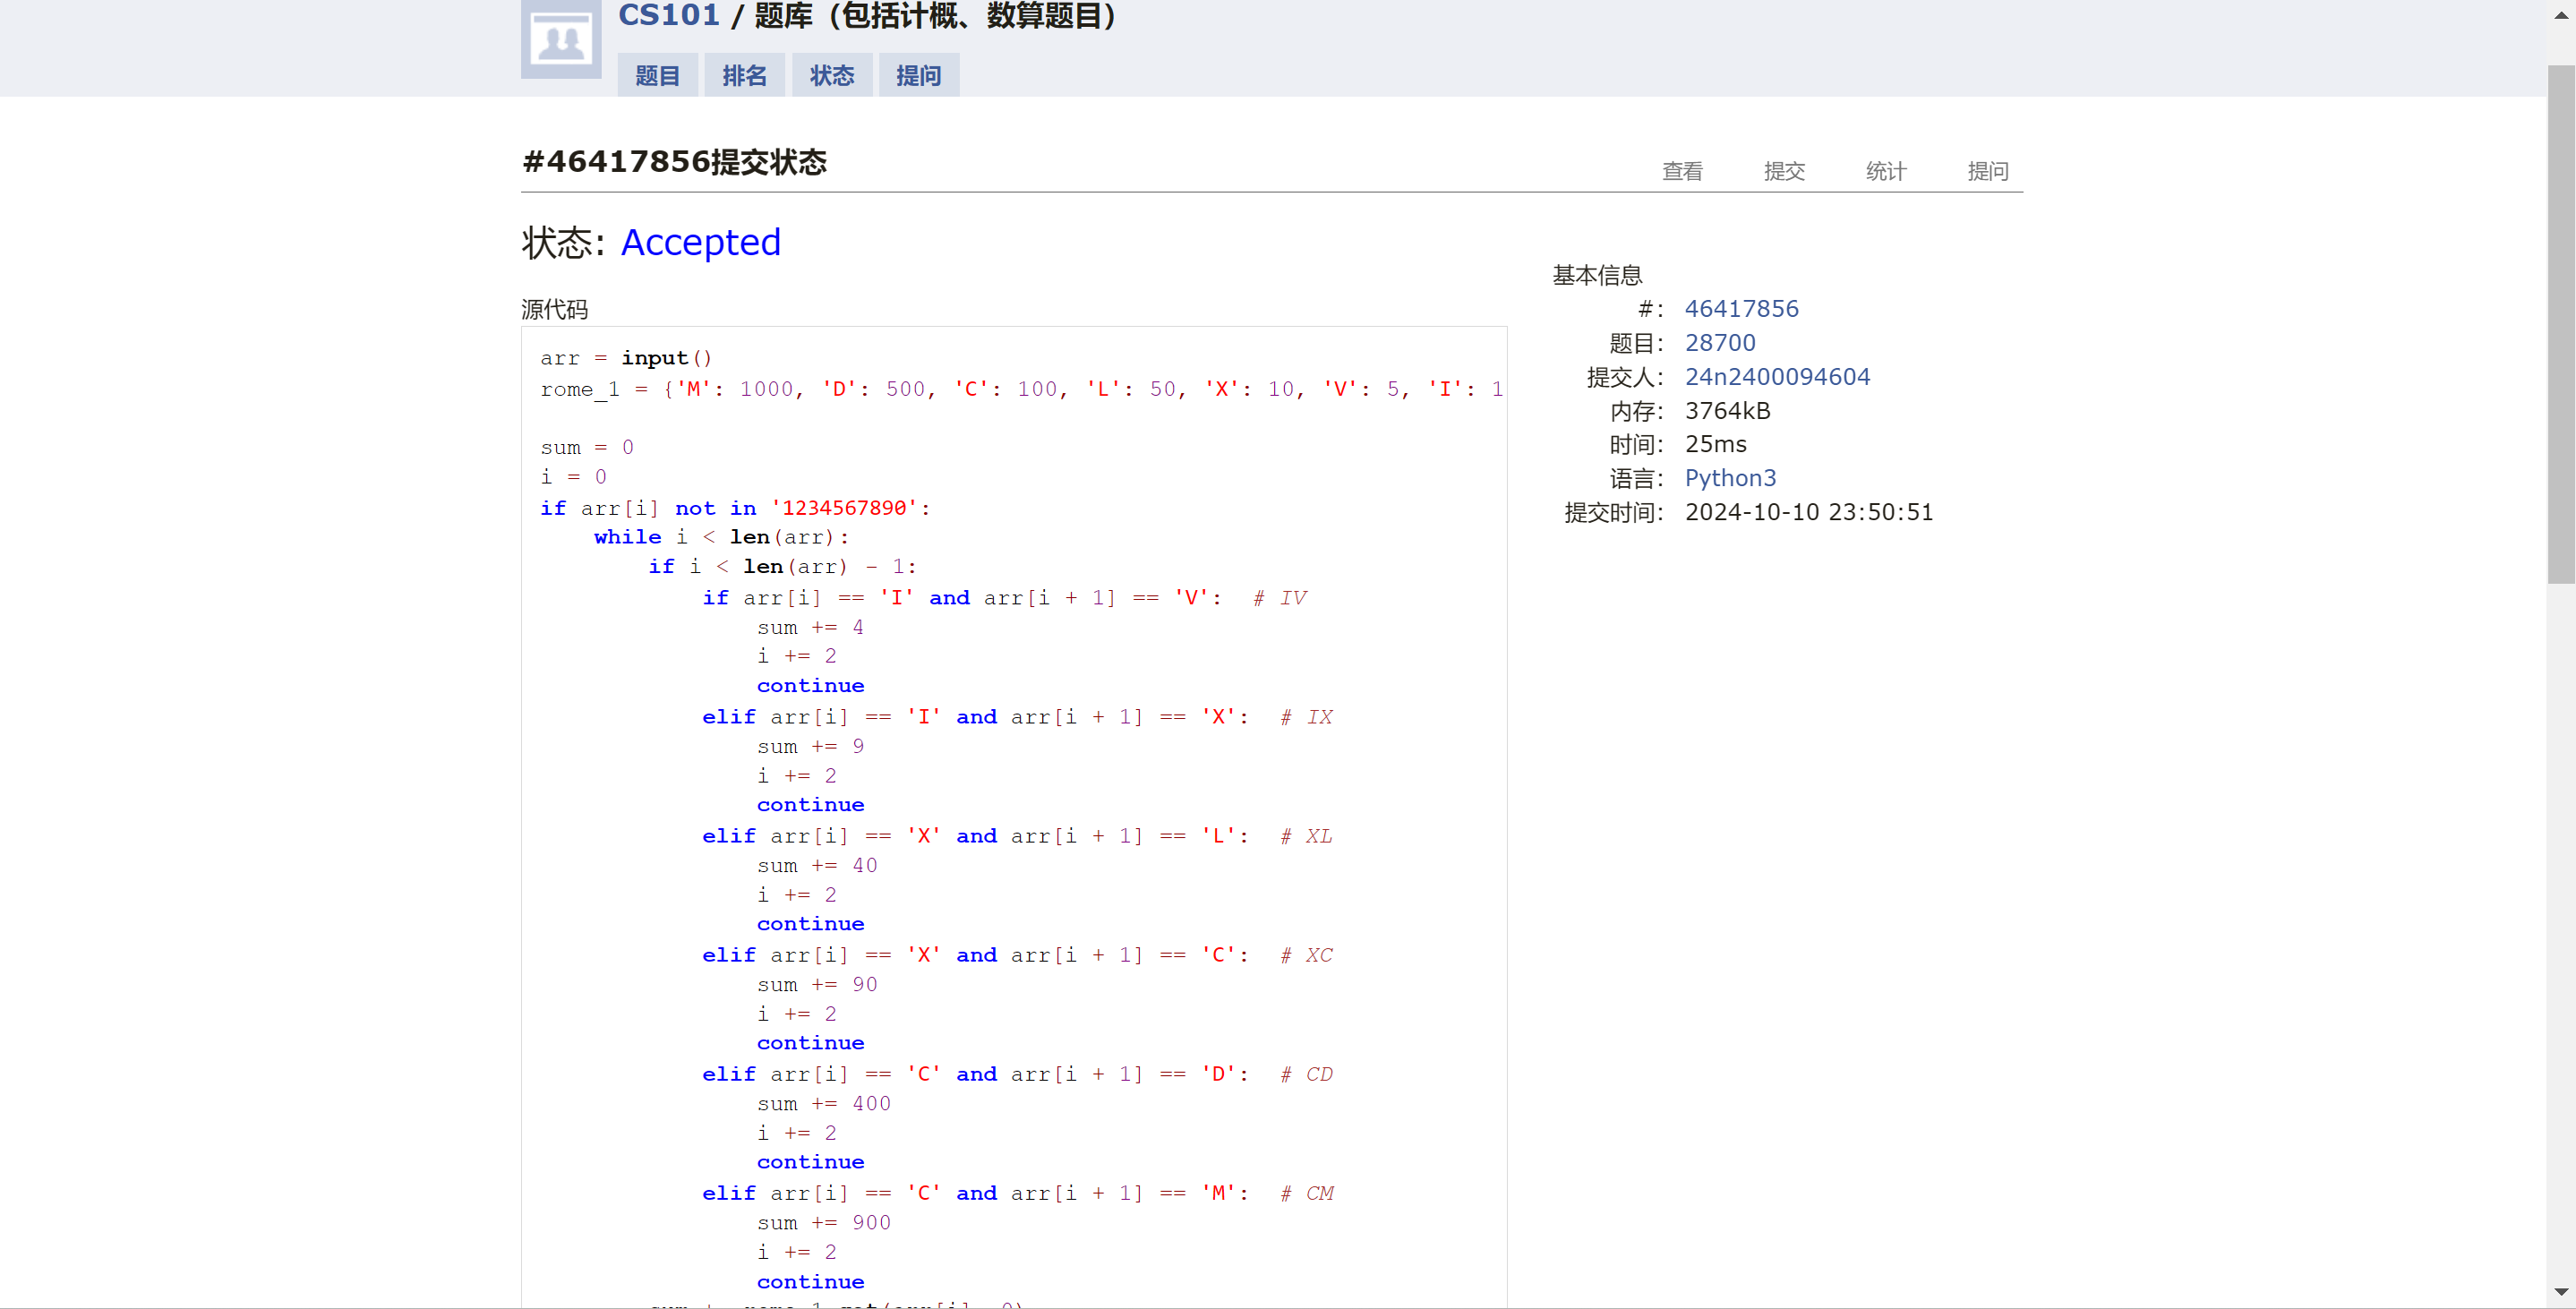 CS101 / 题库（包括计概、数算题目）
题目 排名 状态 提问
#46417856提交状态
查看 提交 统计 提问
状态: Accepted
源代码
arr = input()
rome_1 = {'M': 1000, 'D': 500, 'C': 100, 'L': 50, 'X': 10, 'V': 5, 'I': 1
sum = 0
i = 0
if arr[i] not in '1234567890':
    while i < len(arr):
        if i < len(arr) - 1:
            if arr[i] == 'I' and arr[i + 1] == 'V':  # IV
                sum += 4
                i += 2
                continue
            elif arr[i] == 'I' and arr[i + 1] == 'X':  # IX
                sum += 9
                i += 2
                continue
            elif arr[i] == 'X' and arr[i + 1] == 'L':  # XL
                sum += 40
                i += 2
                continue
            elif arr[i] == 'X' and arr[i + 1] == 'C':  # XC
                sum += 90
                i += 2
                continue
            elif arr[i] == 'C' and arr[i + 1] == 'D':  # CD
                sum += 400
                i += 2
                continue
            elif arr[i] == 'C' and arr[i + 1] == 'M':  # CM
                sum += 900
                i += 2
                continue
基本信息
#: 46417856
题目: 28700
提交人: 24n2400094604
内存: 3764kB
时间: 25ms
语言: Python3
提交时间: 2024-10-10 23:50:51